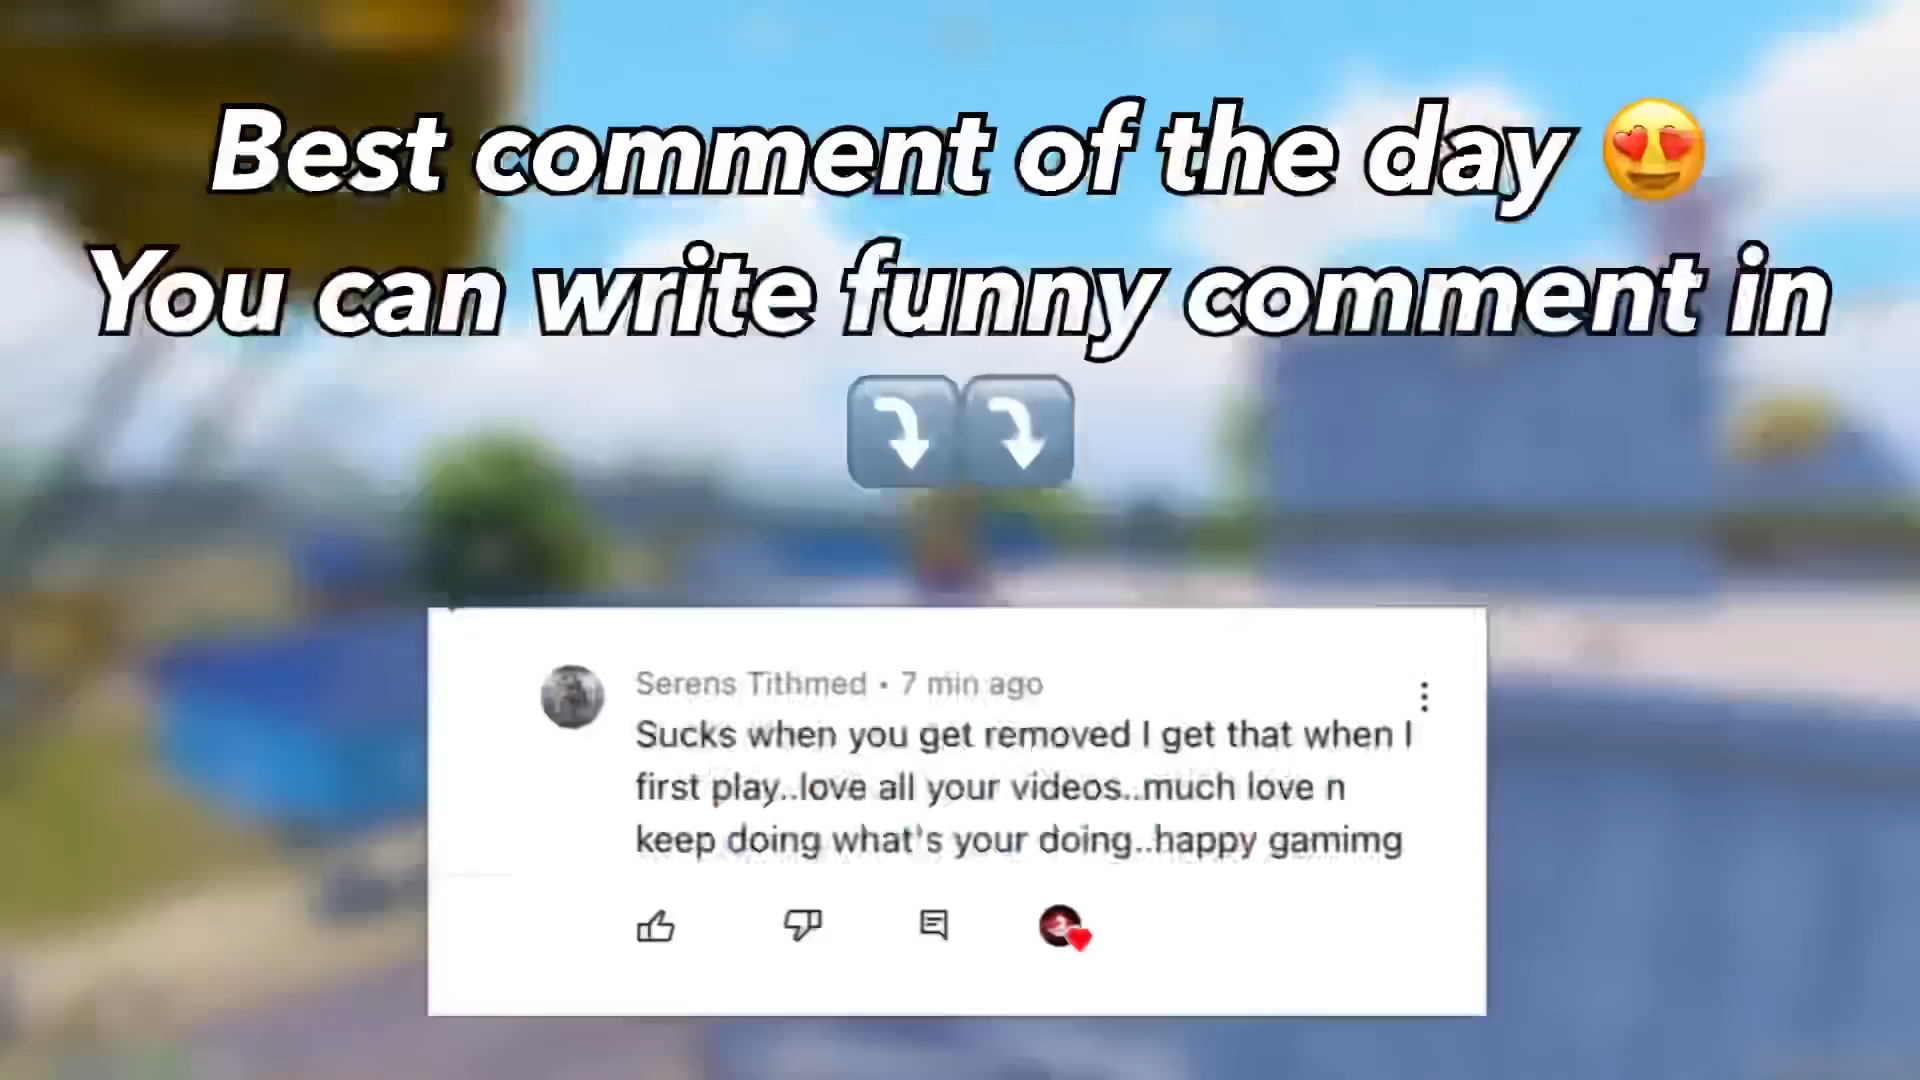 Best comment of the day 😍
You can write funny comment in
⤵️⤵️
Serens Tithmed • 7 min ago
Sucks when you get removed I get that when I
first play..love all your videos..much love n
keep doing what's your doing..happy gamimg